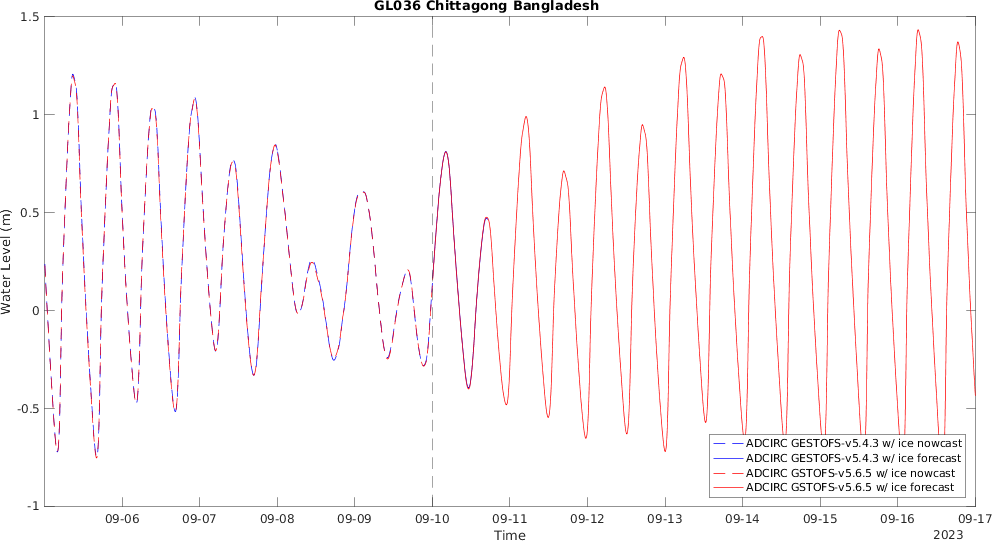 GL036 Chittagong Bangladesh
Water Level (m)
1.5
1
0.5
0
-0.5
-1
ADCIRC GESTOFS-v5.4.3 w/ ice nowcast
ADCIRC GESTOFS-v5.4.3 w/ ice forecast
ADCIRC GSTOFS-v5.6.5 w/ ice nowcast
ADCIRC GSTOFS-v5.6.5 w/ ice forecast
09-06 09-07 09-08 09-09 09-10 09-11 09-12 09-13 09-14 09-15 09-16 09-17
Time
2023